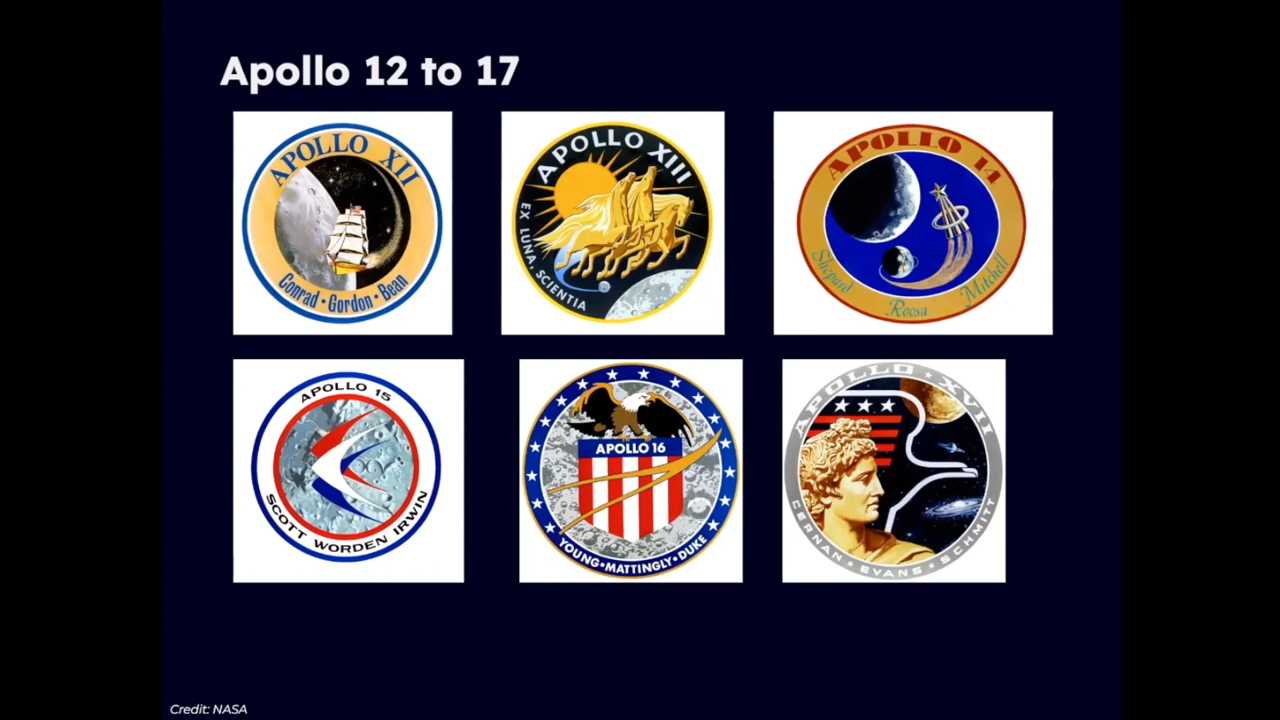 Apollo 12 to 17
APOLLO XII
Conrad • Gordon • Bean
APOLLO XIII
EX LUNA, SCIENTIA
APOLLO 14
Shepard
Roosa
Mitchell
APOLLO 15
SCOTT WORDEN IRWIN
APOLLO 16
YOUNG • MATTINGLY • DUKE
APOLLO ★ XVII
CERNAN ★ EVANS ★ SCHMITT
Credit: NASA